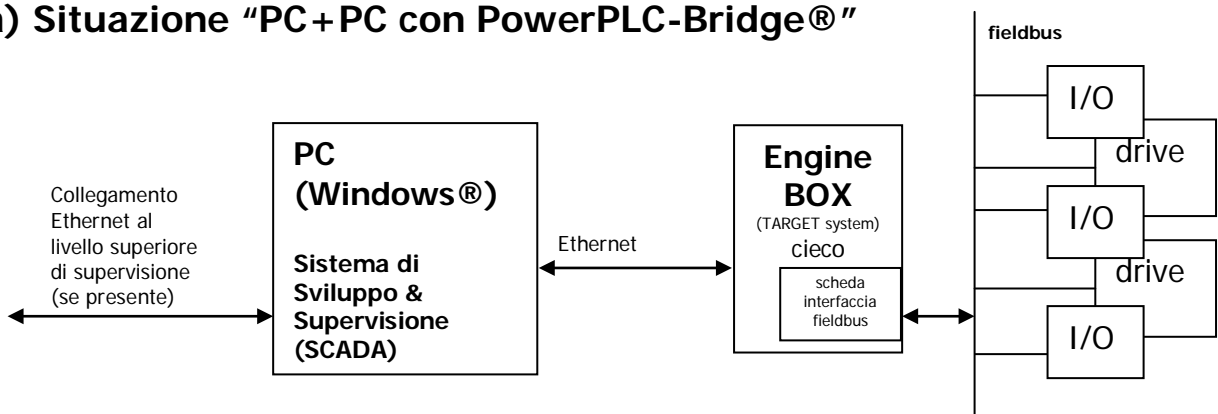 ) Situazione “PC+PC con PowerPLC-Bridge®”
fieldbus
I/O
drive
I/O
drive
I/O
PC
(Windows®)
Sistema di
Sviluppo &
Supervisione
(SCADA)
Engine
BOX
(TARGET system)
cieco
scheda
interfaccia
fieldbus
Collegamento
Ethernet al
livello superiore
di supervisione
(se presente)
Ethernet